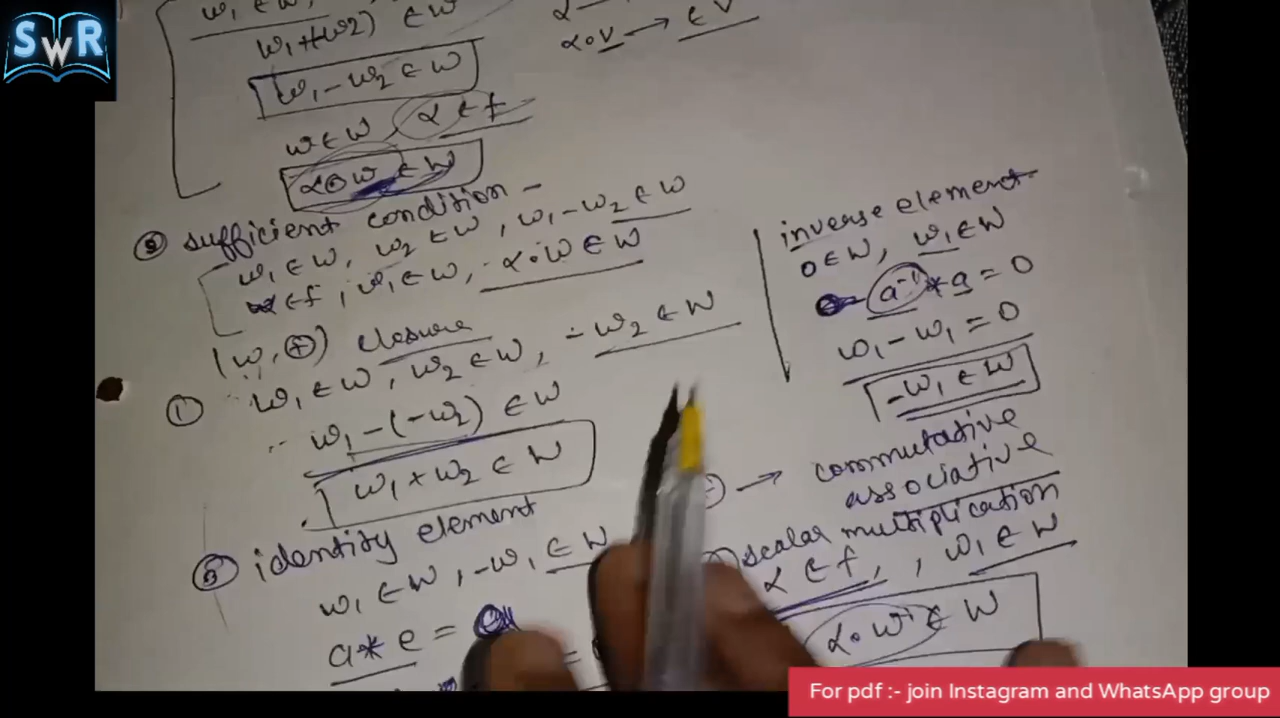 SWR
w₁ ∈ W,
w₁+(-w₂) ∈ W
w₁ - w₂ ∈ W
w ∈ W, α ∈ f
α⊙w ∈ W
α∘v → ∈ V
② sufficient condition -
w₁ ∈ W, w₂ ∈ W, w₁-w₂ ∈ W
∈ f, w₁ ∈ W, α∘w ∈ W
(W, ⊕) closure
① ∵ w₁ ∈ W, w₂ ∈ W, -w₂ ∈ W
w₁ - (-w₂) ∈ W
w₁ + w₂ ∈ W
identity element
w₁ ∈ W, -w₁ ∈ W
a * e =
inverse element
0 ∈ W, w₁ ∈ W
a⁻¹ * a = 0
w₁ - w₁ = 0
-w₁ ∈ W
→ commutative
associative
scalar multiplication
α ∈ f, , w₁ ∈ W
α∘w¹ ∈ W
For pdf :- join Instagram and WhatsApp group